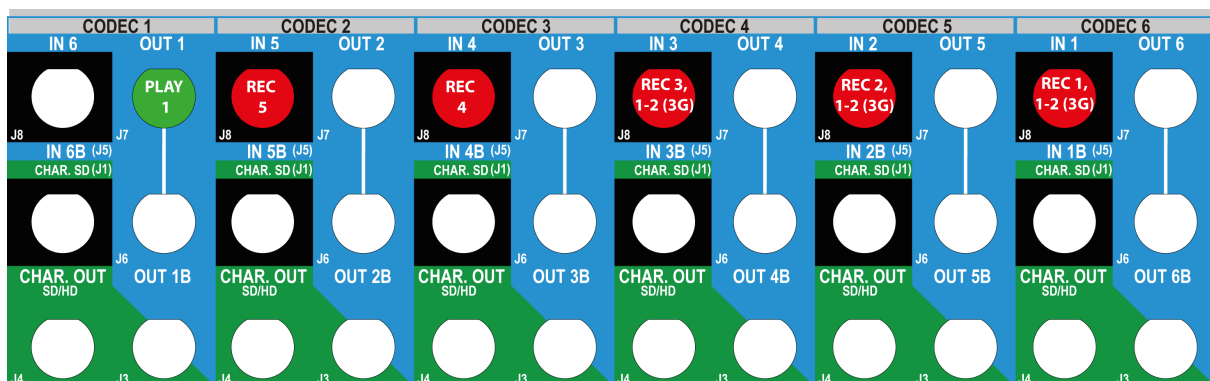 CODEC 1 CODEC 2 CODEC 3 CODEC 4 CODEC 5 CODEC 6
IN 6 OUT 1 IN 5 OUT 2 IN 4 OUT 3 IN 3 OUT 4 IN 2 OUT 5 IN 1 OUT 6
PLAY REC REC REC 3, REC 2, REC 1,
1 5 4 1-2 (3G) 1-2 (3G) 1-2 (3G)
J8 J7 J8 J7 J8 J7 J8 J7 J8 J7 J8 J7
IN 6B (J5) IN 5B (J5) IN 4B (J5) IN 3B (J5) IN 2B (J5) IN 1B (J5)
CHAR. SD (J1) CHAR. SD (J1) CHAR. SD (J1) CHAR. SD (J1) CHAR. SD (J1) CHAR. SD (J1)
J6 J6 J6 J6 J6 J6
CHAR. OUT OUT 1B CHAR. OUT OUT 2B CHAR. OUT OUT 3B CHAR. OUT OUT 4B CHAR. OUT OUT 5B CHAR. OUT OUT 6B
SD/HD SD/HD SD/HD SD/HD SD/HD SD/HD
J4 J3 J4 J3 J4 J3 J4 J3 J4 J3 J4 J3